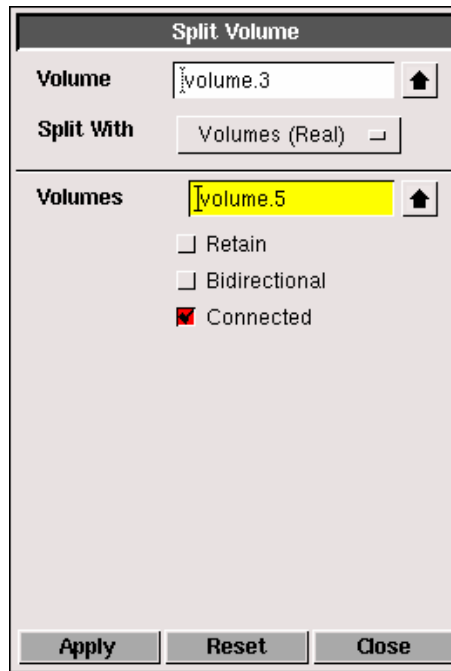 Split Volume
Volume volume.3
Split With Volumes (Real)
Volumes volume.5
Retain
Bidirectional
Connected
Apply Reset Close